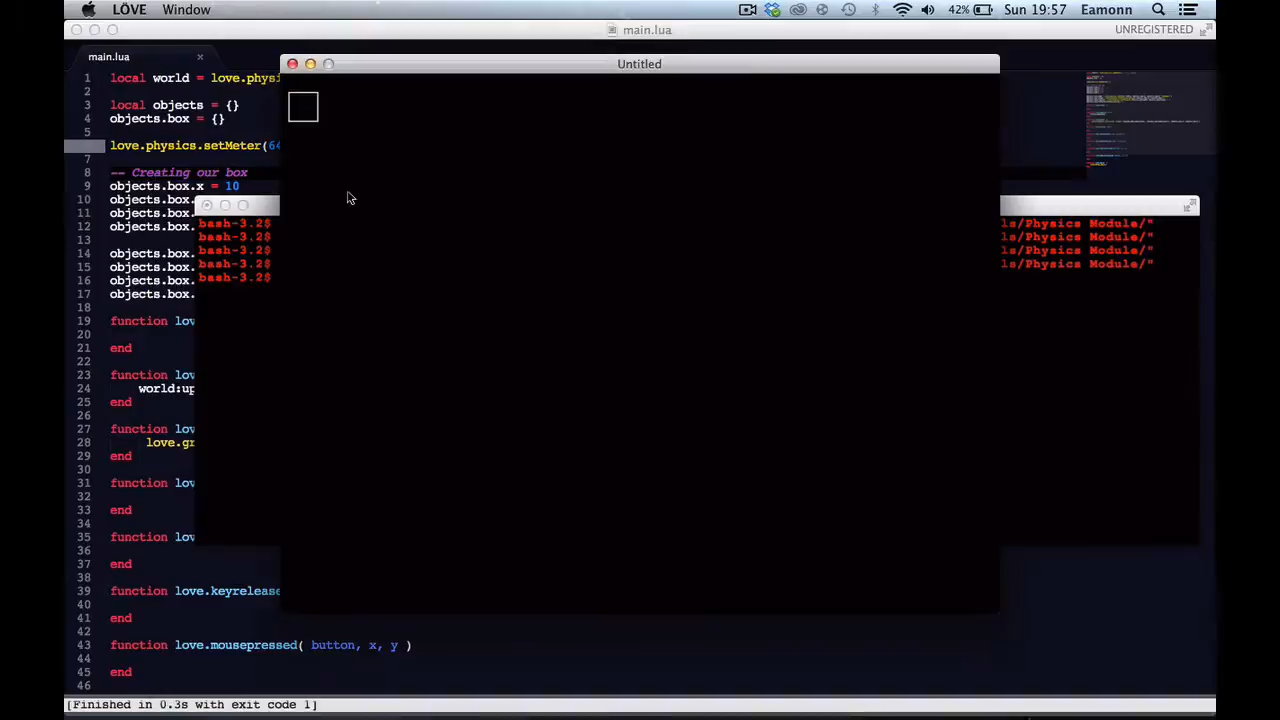 LÖVE Window 42% Sun 19:57 Eamonn
main.lua UNREGISTERED
main.lua
Untitled
1 local world = love.physi
2
3 local objects = {}
4 objects.box = {}
5
love.physics.setMeter(64
7
8 -- Creating our box
9 objects.box.x = 10
10 objects.box.
11 objects.box.
12 objects.box.
13
14 objects.box.
15 objects.box.
16 objects.box.
17 objects.box.
18
19 function lov
20
21 end
22
23 function lov
24 world:up
25 end
26
27 function lov
28 love.gr
29 end
30
31 function lov
32
33 end
34
35 function lov
36
37 end
38
39 function love.keyrelease
40
41 end
42
43 function love.mousepressed( button, x, y )
44
45 end
46
bash-3.2$ ls/Physics Module/"
bash-3.2$ ls/Physics Module/"
bash-3.2$ ls/Physics Module/"
bash-3.2$ ls/Physics Module/"
bash-3.2$
[Finished in 0.3s with exit code 1]